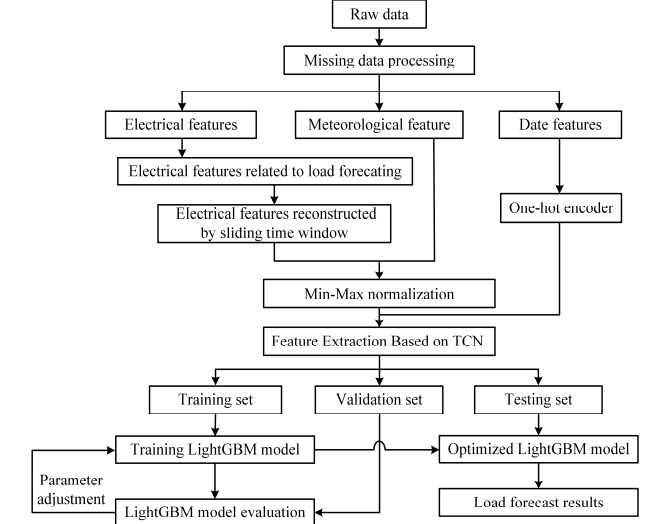 Raw data
Missing data processing
Electrical features
Meteorological feature
Date features
Electrical features related to load forecating
One-hot encoder
Electrical features reconstructed
by sliding time window
Min-Max normalization
Feature Extraction Based on TCN
Training set
Validation set
Testing set
Training LightGBM model
Optimized LightGBM model
Parameter
adjustment
LightGBM model evaluation
Load forecast results